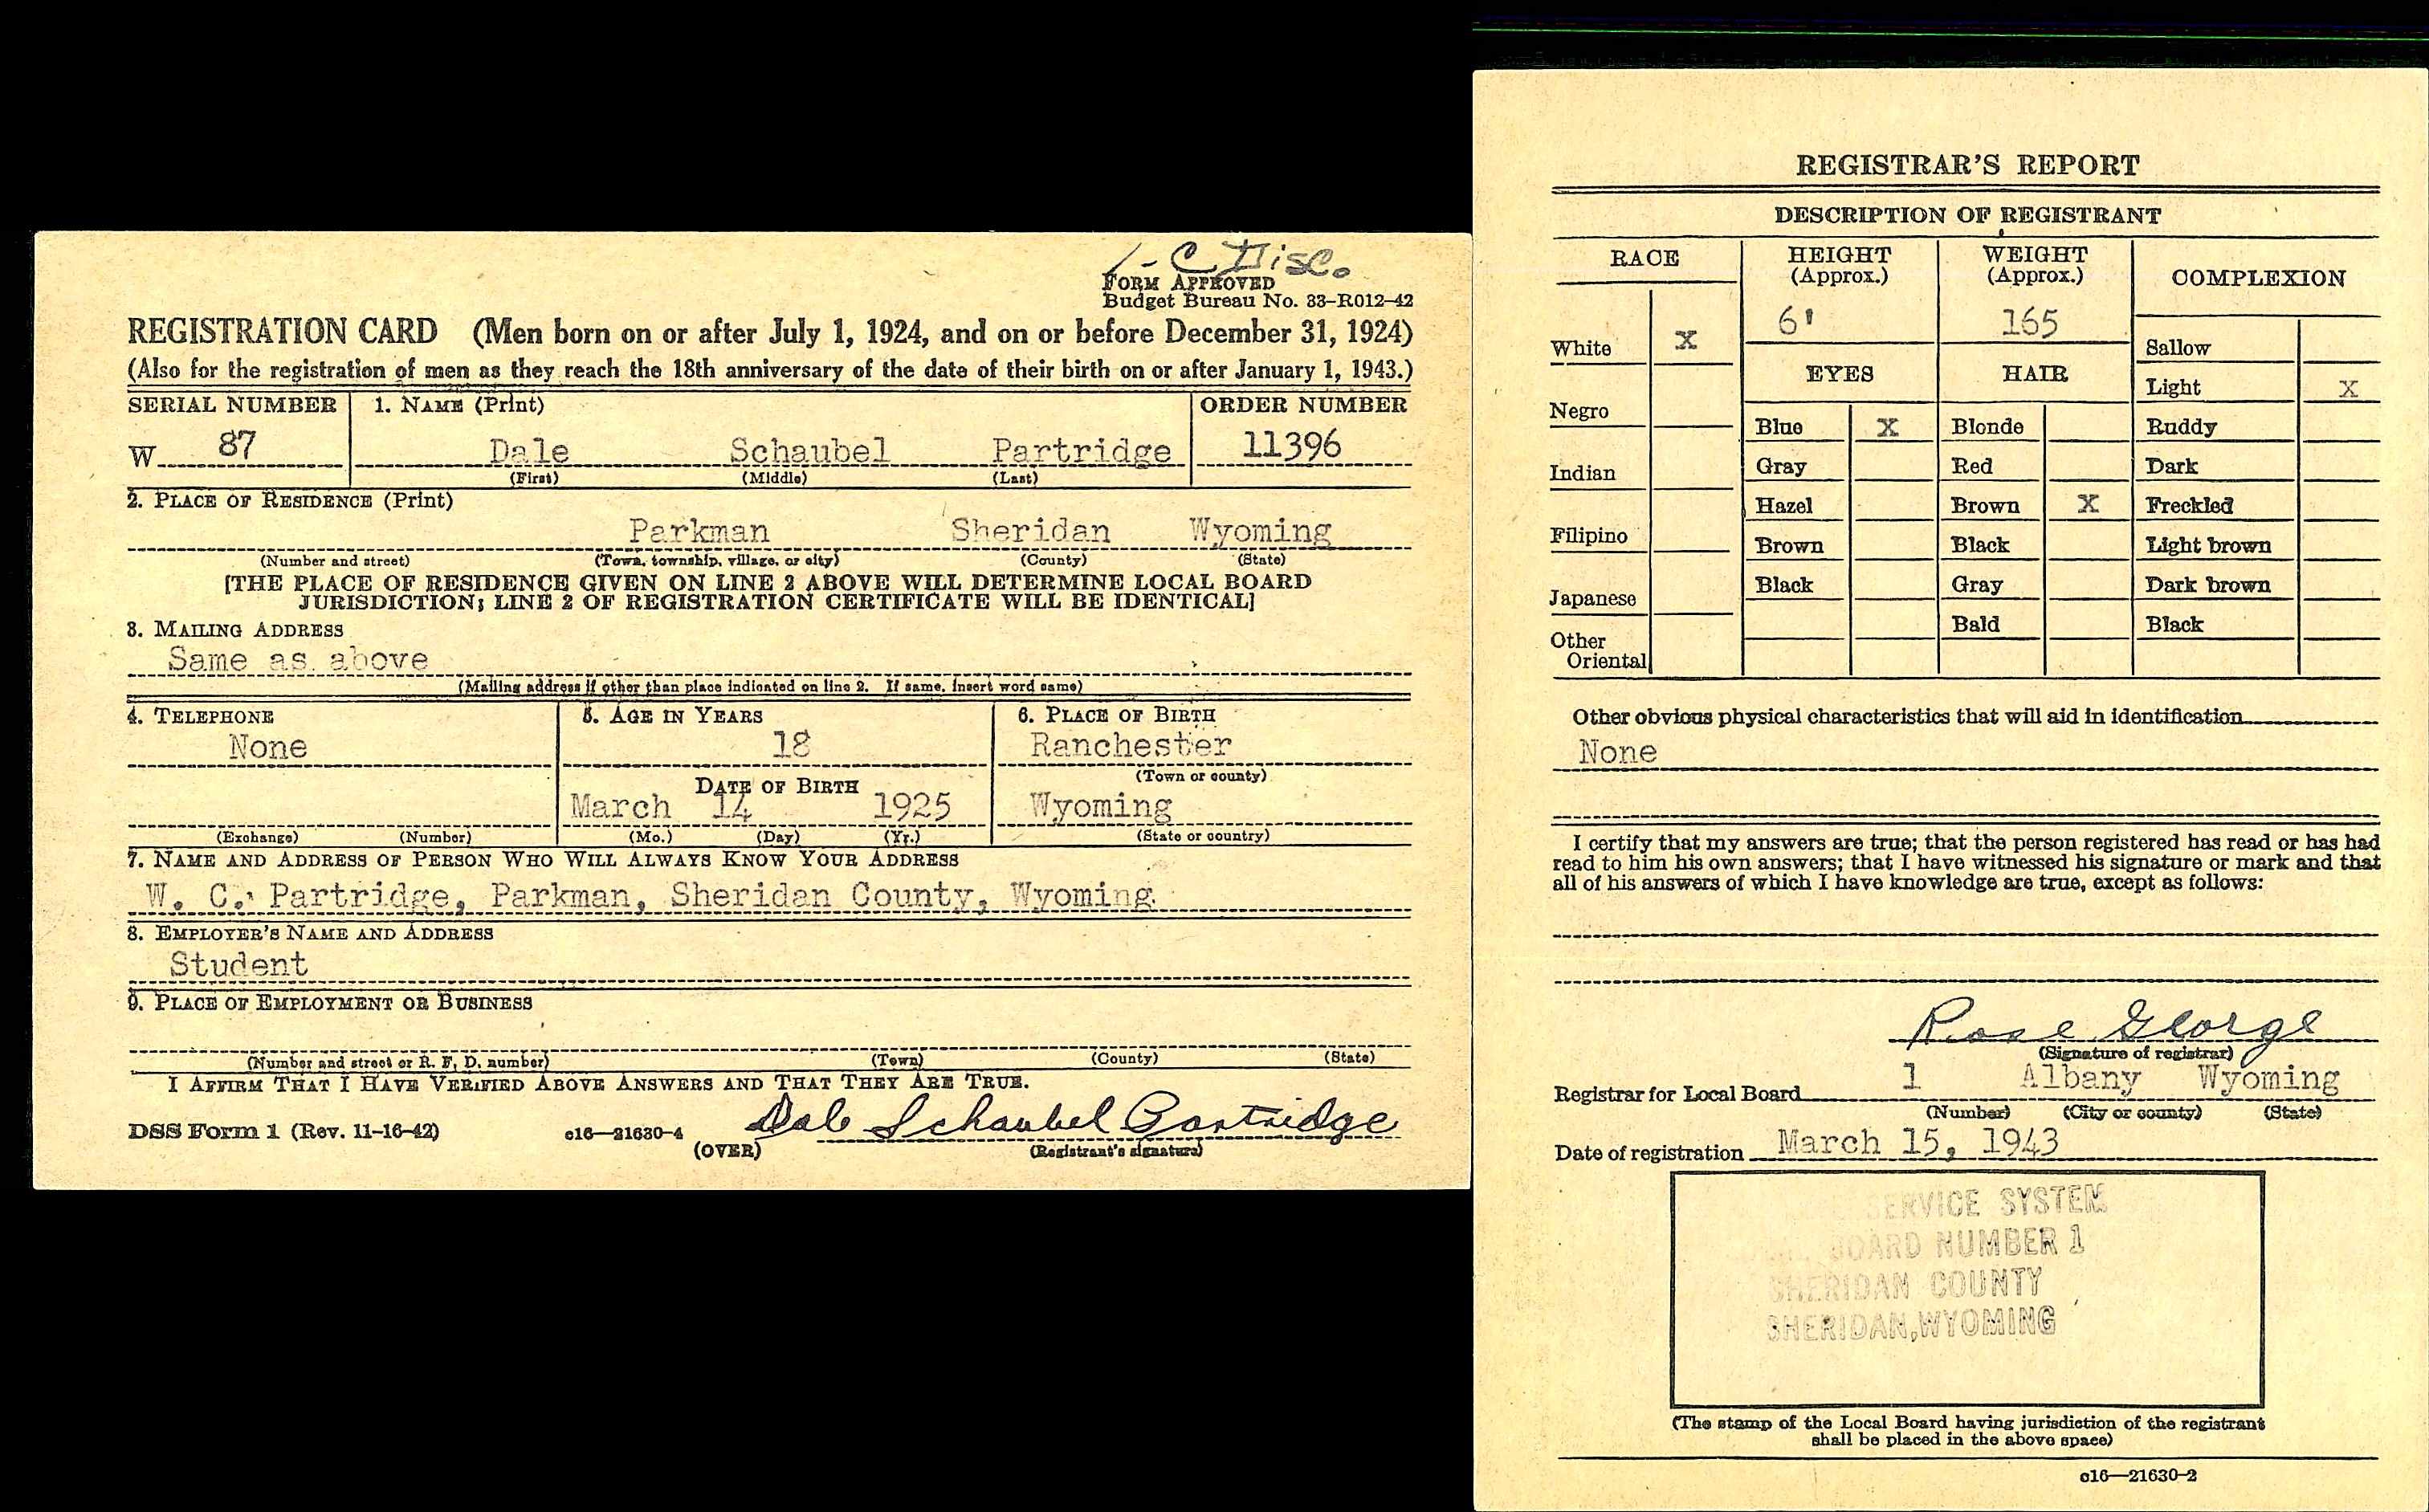 1-C Disc.
FORM APPROVED
Budget Bureau No. 33-R012-42
REGISTRATION CARD (Men born on or after July 1, 1924, and on or before December 31, 1924)
(Also for the registration of men as they reach the 18th anniversary of the date of their birth on or after January 1, 1943.)
SERIAL NUMBER 1. NAME (Print) ORDER NUMBER
W 87 Dale Schaubel Partridge 11396
(First) (Middle) (Last)
2. PLACE OF RESIDENCE (Print)
Parkman Sheridan Wyoming
(Number and street) (Town, township, village, or city) (County) (State)
[THE PLACE OF RESIDENCE GIVEN ON LINE 2 ABOVE WILL DETERMINE LOCAL BOARD
JURISDICTION; LINE 2 OF REGISTRATION CERTIFICATE WILL BE IDENTICAL]
3. MAILING ADDRESS
Same as above
(Mailing address if other than place indicated on line 2. If same, insert word same)
4. TELEPHONE 5. AGE IN YEARS 6. PLACE OF BIRTH
None 18 Ranchester
DATE OF BIRTH (Town or county)
March 14 1925 Wyoming
(Exchange) (Number) (Mo.) (Day) (Yr.) (State or country)
7. NAME AND ADDRESS OF PERSON WHO WILL ALWAYS KNOW YOUR ADDRESS
W. C. Partridge, Parkman, Sheridan County, Wyoming
8. EMPLOYER'S NAME AND ADDRESS
Student
9. PLACE OF EMPLOYMENT OR BUSINESS
(Number and street or R. F. D. number) (Town) (County) (State)
I AFFIRM THAT I HAVE VERIFIED ABOVE ANSWERS AND THAT THEY ARE TRUE.
Dale Schaubel Partridge
DSS Form 1 (Rev. 11-16-42) c16—21630-4
(OVER) (Registrant's signature)
REGISTRAR'S REPORT
DESCRIPTION OF REGISTRANT
RACE HEIGHT (Approx.) WEIGHT (Approx.) COMPLEXION
6' 165
White X Sallow
EYES HAIR Light X
Negro Blue X Blonde Ruddy
Indian Gray Red Dark
Hazel Brown X Freckled
Filipino Brown Black Light brown
Japanese Black Gray Dark brown
Bald Black
Other
Oriental
Other obvious physical characteristics that will aid in identification
None
I certify that my answers are true; that the person registered has read or has had
read to him his own answers; that I have witnessed his signature or mark and that
all of his answers of which I have knowledge are true, except as follows:
Rose George
(Signature of registrar)
Registrar for Local Board 1 Albany Wyoming
(Number) (City or county) (State)
Date of registration March 15, 1943
SERVICE SYSTEM
BOARD NUMBER 1
SHERIDAN COUNTY
SHERIDAN, WYOMING
(The stamp of the Local Board having jurisdiction of the registrant
shall be placed in the above space)
c16—21630-2